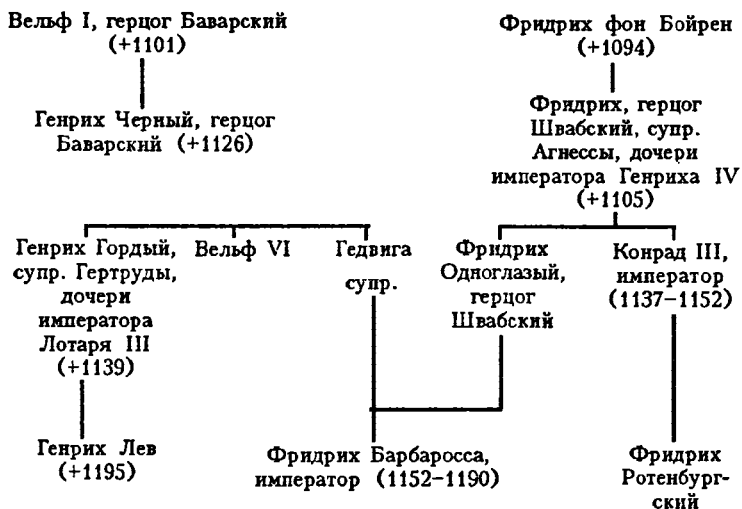 Вельф I, герцог Баварский
(+1101)
Фридрих фон Бойрен
(+1094)
Генрих Черный, герцог
Баварский (+1126)
Фридрих, герцог
Швабский, супр.
Агнессы, дочери
императора Генриха IV
(+1105)
Генрих Гордый,
супр. Гертруды,
дочери
императора
Лотаря III
(+1139)
Вельф VI
Гедвига
супр.
Фридрих
Одноглазый,
герцог
Швабский
Конрад III,
император
(1137-1152)
Генрих Лев
(+1195)
Фридрих Барбаросса,
император (1152-1190)
Фридрих
Ротенбург-
ский